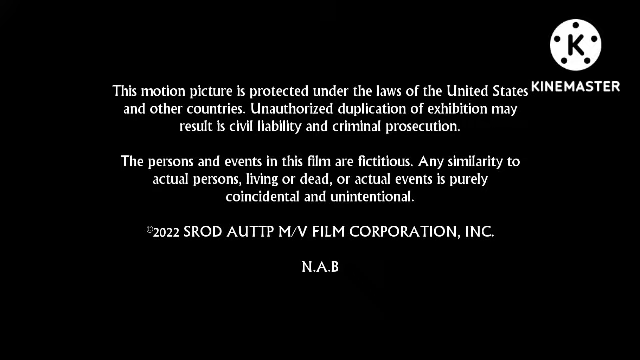 This motion picture is protected under the laws of the United States
and other countries. Unauthorized duplication of exhibition may
result is civil liability and criminal prosecution.
The persons and events in this film are fictitious. Any similarity to
actual persons, living or dead, or actual events is purely
coincidental and unintentional.
©2022 SROD AUTTP M/V FILM CORPORATION, INC.
N.A.B
K
KINEMASTER